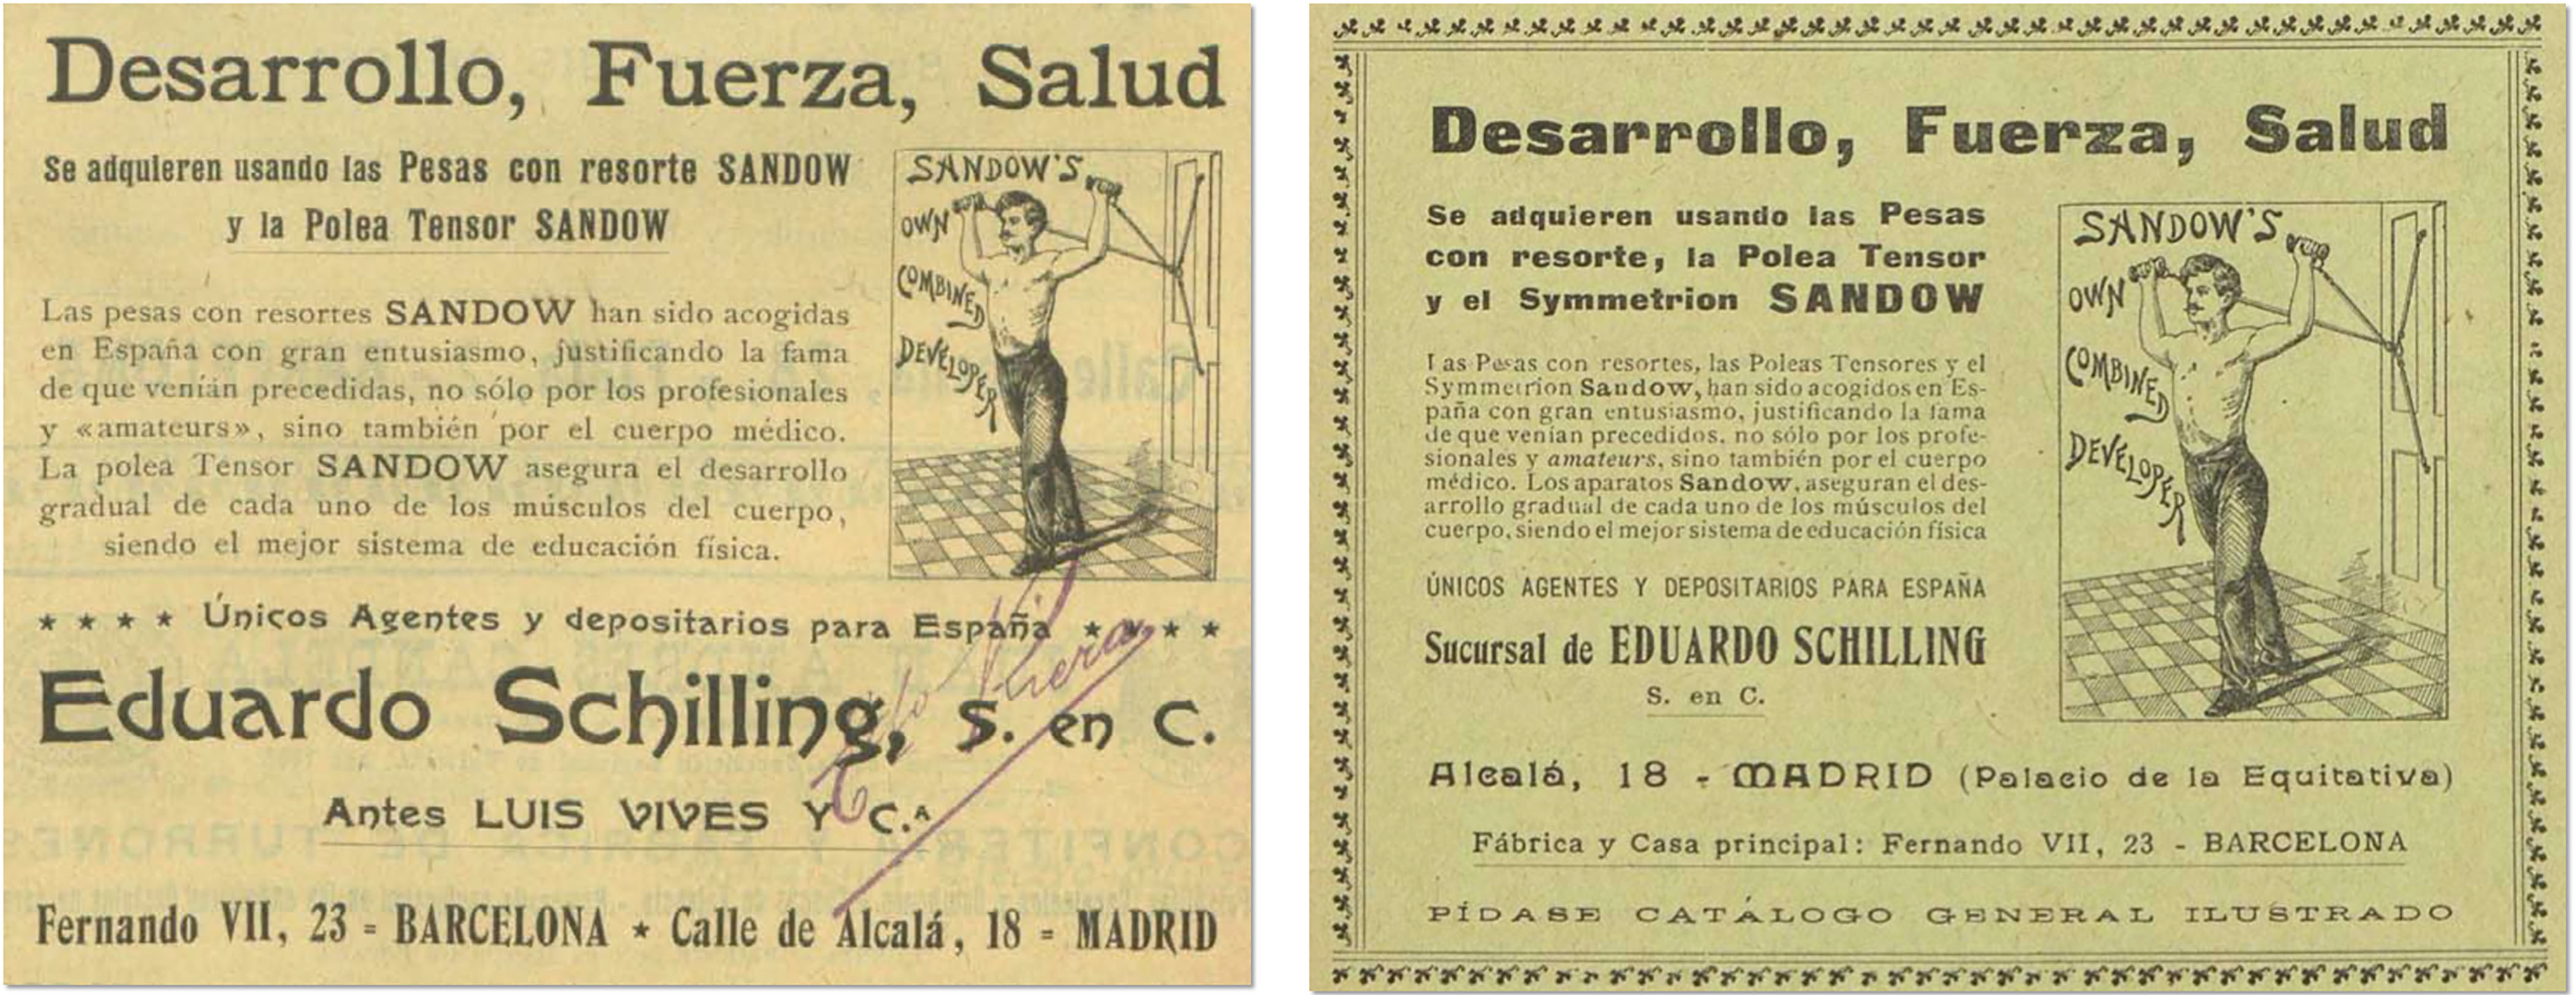 Desarrollo, Fuerza, Salud
Se adquieren usando las Pesas con resorte SANDOW
y la Polea Tensor SANDOW
Las pesas con resortes SANDOW han sido acogidas
en España con gran entusiasmo, justificando la fama
de que venían precedidas, no sólo por los profesionales
y «amateurs», sino también por el cuerpo médico.
La polea Tensor SANDOW asegura el desarrollo
gradual de cada uno de los músculos del cuerpo,
siendo el mejor sistema de educación física.
SANDOW'S
OWN
COMBINED
DEVELOPER
★ ★ ★ ★ Únicos Agentes y depositarios para España ★ ★ ★ ★
Eduardo Schilling, S. en C.
Antes LUIS VIVES Y C.ª
Fernando VII, 23 = BARCELONA ★ Calle de Alcalá, 18 = MADRID
Desarrollo, Fuerza, Salud
Se adquieren usando las Pesas
con resorte, la Polea Tensor
y el Symmetrion SANDOW
Las Pesas con resortes, las Poleas Tensores y el
Symmetrion Sandow, han sido acogidos en Es-
paña con gran entusiasmo, justificando la fama
de que venían precedidos, no sólo por los profe-
sionales y amateurs, sino también por el cuerpo
médico. Los aparatos Sandow, aseguran el des-
arrollo gradual de cada uno de los músculos del
cuerpo, siendo el mejor sistema de educación física
ÚNICOS AGENTES Y DEPOSITARIOS PARA ESPAÑA
Sucursal de EDUARDO SCHILLING
S. en C.
SANDOW'S
OWN
COMBINED
DEVELOPER
Alcalá, 18 - MADRID (Palacio de la Equitativa)
Fábrica y Casa principal: Fernando VII, 23 - BARCELONA
PÍDASE CATÁLOGO GENERAL ILUSTRADO